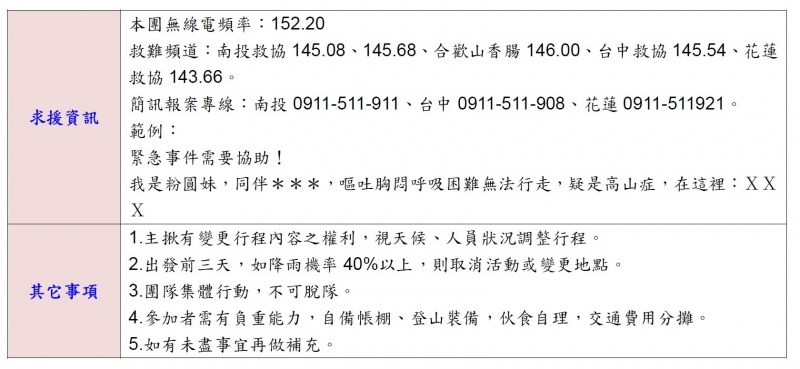 本團無線電頻率：152.20
救難頻道：南投救協 145.08、145.68、合歡山香腸 146.00、台中救協 145.54、花蓮
救協 143.66。
簡訊報案專線：南投 0911-511-911、台中 0911-511-908、花蓮 0911-511921。
求援資訊
範例：
緊急事件需要協助！
我是粉圓妹，同伴＊＊＊，嘔吐胸悶呼吸困難無法行走，疑是高山症，在這裡：ＸＸ
Ｘ
1.主揪有變更行程內容之權利，視天候、人員狀況調整行程。
2.出發前三天，如降雨機率 40%以上，則取消活動或變更地點。
其它事項
3.團隊集體行動，不可脫隊。
4.參加者需有負重能力，自備帳棚、登山裝備，伙食自理，交通費用分攤。
5.如有未盡事宜再做補充。